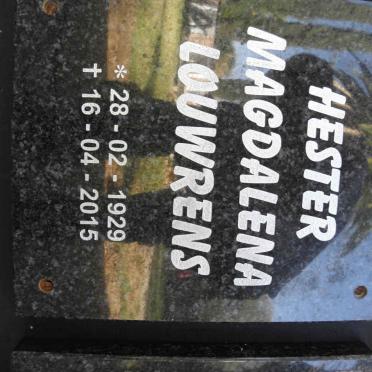 HESTER
MAGDALENA
LOUWRENS
* 28 - 02 - 1929
+ 16 - 04 - 2015